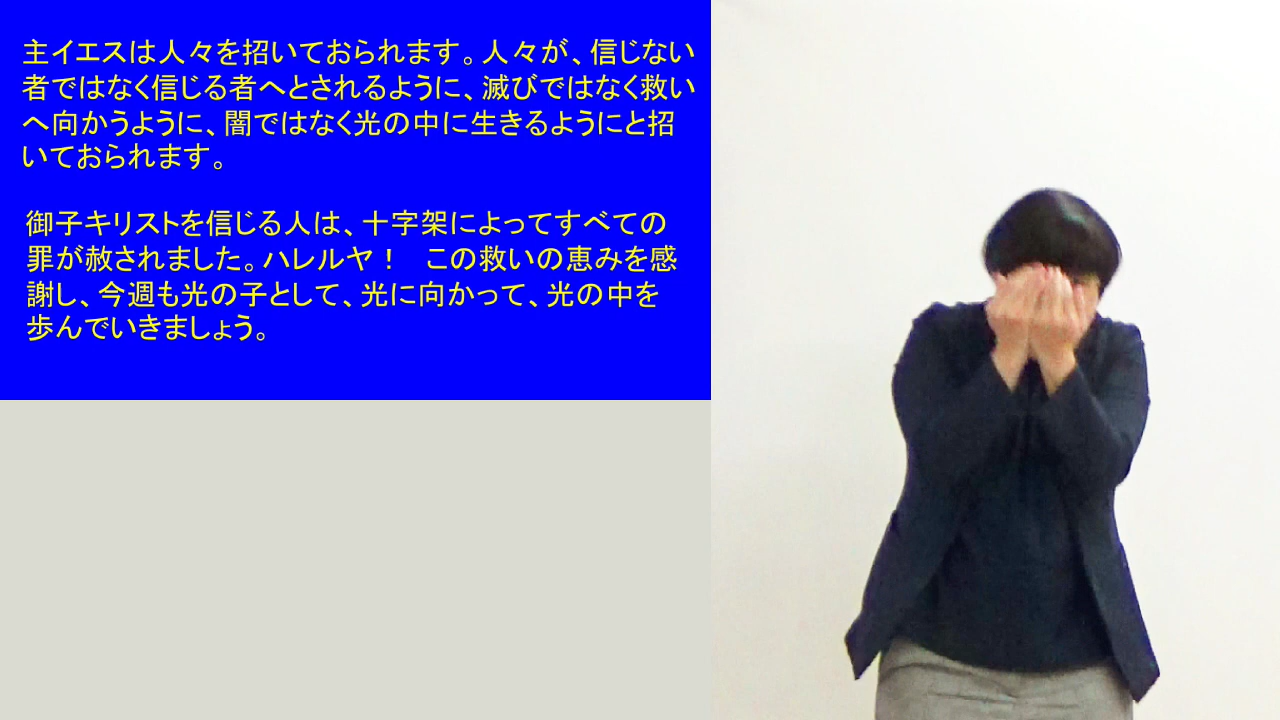 主イエスは人々を招いておられます。人々が、信じない
者ではなく信じる者へとされるように、滅びではなく救い
へ向かうように、闇ではなく光の中に生きるようにと招
いておられます。
御子キリストを信じる人は、十字架によってすべての
罪が赦されました。ハレルヤ！　この救いの恵みを感
謝し、今週も光の子として、光に向かって、光の中を
歩んでいきましょう。